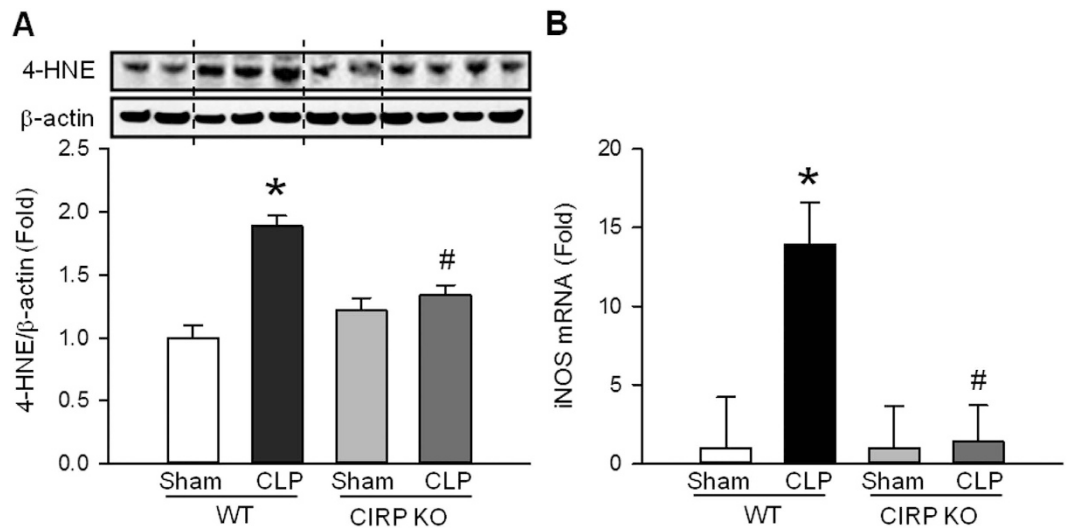 A
4-HNE
β-actin
2.5
2.0
1.5
1.0
0.5
0.0
4-HNE/β-actin (Fold)
*
#
Sham CLP Sham CLP
WT CIRP KO
B
20
15
10
5
0
iNOS mRNA (Fold)
*
#
Sham CLP Sham CLP
WT CIRP KO